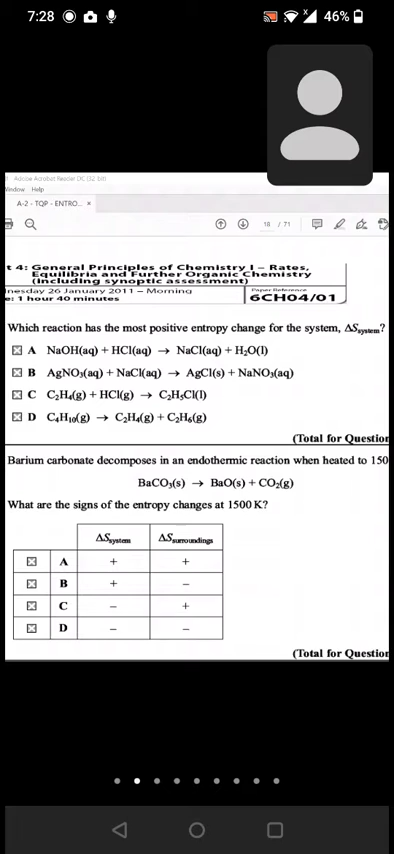 7:28 46%
Adobe Acrobat Reader DC (32 bit)
Window Help
A-2 - TQP - ENTRO... ×
18 / 71
t 4: General Principles of Chemistry I – Rates,
Equilibria and Further Organic Chemistry
(including synoptic assessment)
nesday 26 January 2011 – Morning
e: 1 hour 40 minutes
Paper Reference
6CH04/01
Which reaction has the most positive entropy change for the system, ΔSsystem?
A NaOH(aq) + HCl(aq) → NaCl(aq) + H₂O(l)
B AgNO₃(aq) + NaCl(aq) → AgCl(s) + NaNO₃(aq)
C C₂H₄(g) + HCl(g) → C₂H₅Cl(l)
D C₄H₁₀(g) → C₂H₄(g) + C₂H₆(g)
(Total for Question
Barium carbonate decomposes in an endothermic reaction when heated to 150
BaCO₃(s) → BaO(s) + CO₂(g)
What are the signs of the entropy changes at 1500 K?
ΔSsystem ΔSsurroundings
A + +
B + –
C – +
D – –
(Total for Question